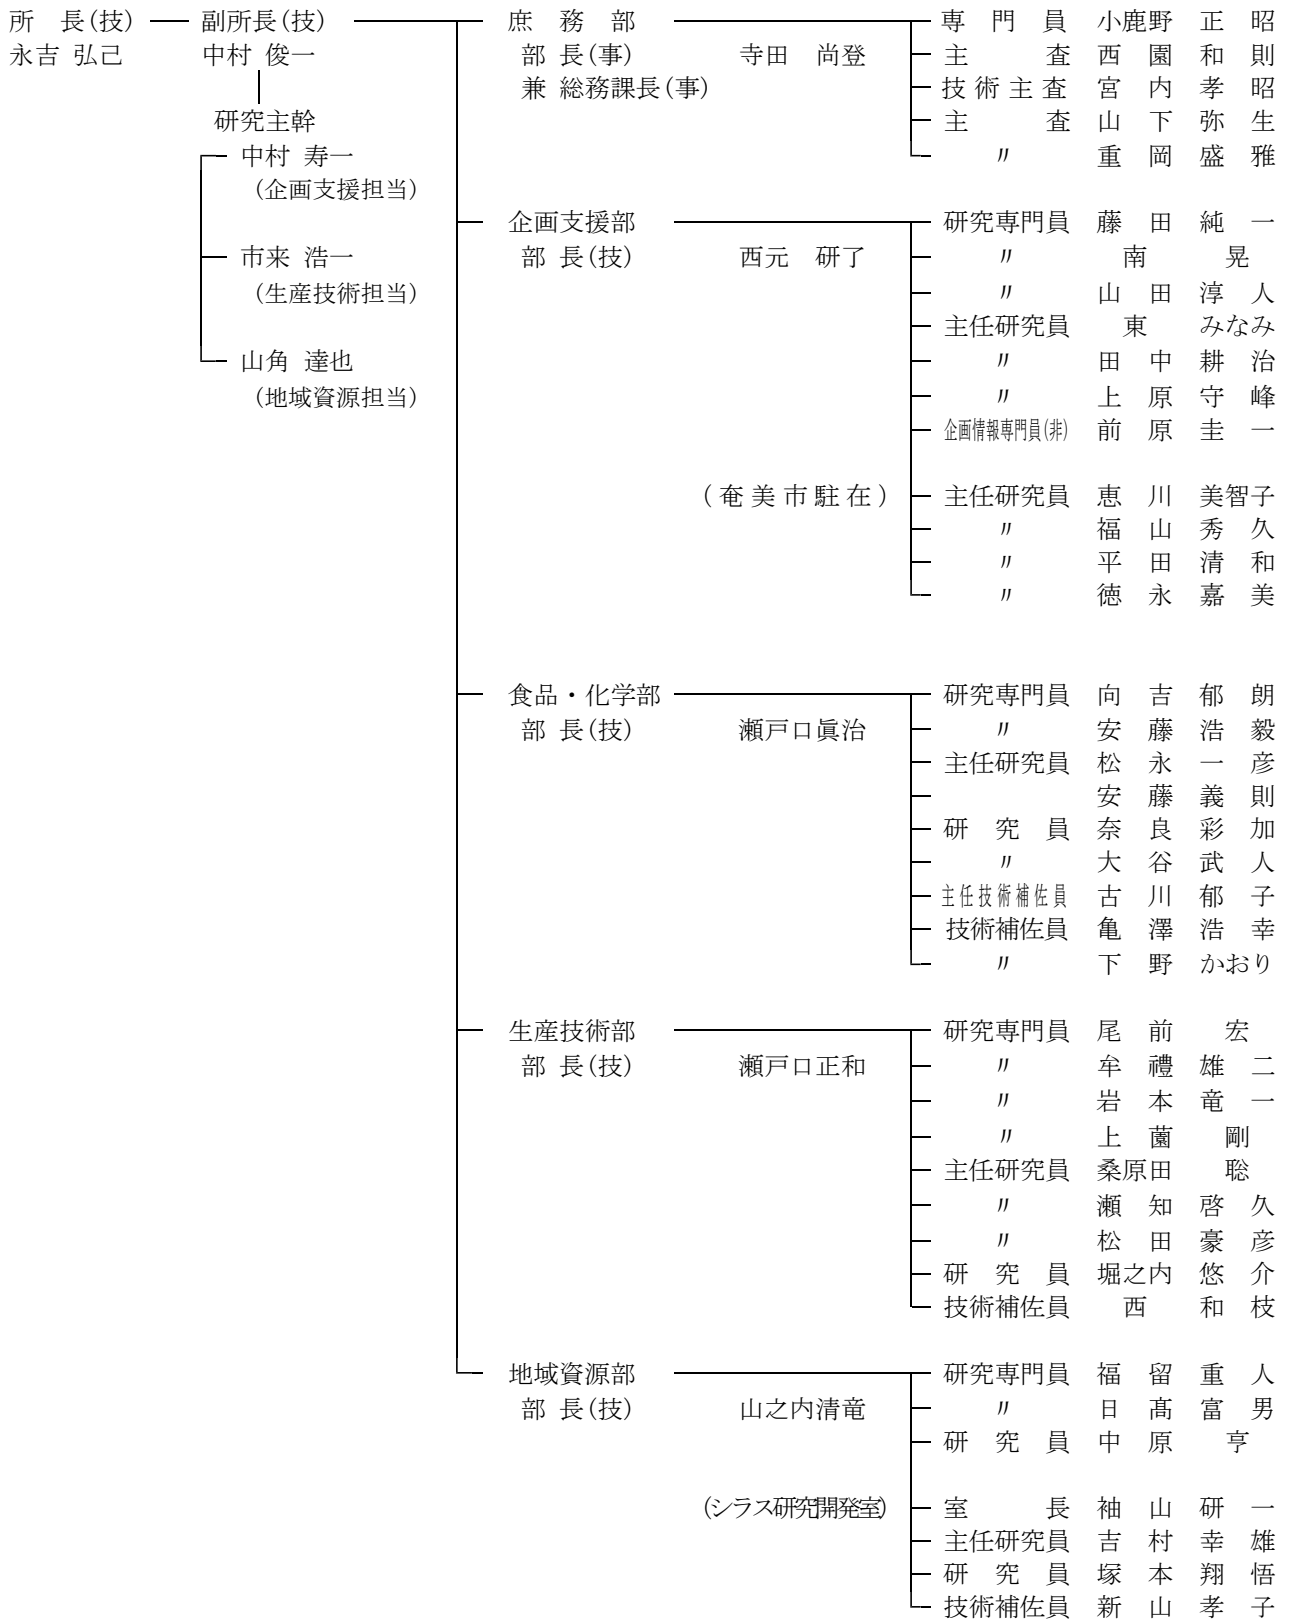 所　長(技) 副所長(技) 庶　務　部 専　門　員 小鹿野 正 昭
永吉 弘己 中村 俊一 部 長(事) 寺田　尚登 主　　　査 西 園 和 則
兼 総務課長(事) 技 術 主 査 宮 内 孝 昭
研究主幹 主　　　査 山 下 弥 生
中村 寿一 〃 重 岡 盛 雅
(企画支援担当)
企画支援部 研究専門員 藤 田 純 一
市来 浩一 部 長(技) 西元　研了 〃 南 晃
(生産技術担当) 〃 山 田 淳 人
主任研究員 東 みなみ
山角 達也 〃 田 中 耕 治
(地域資源担当) 〃 上 原 守 峰
企画情報専門員(非) 前 原 圭 一
(奄美市駐在) 主任研究員 恵 川 美智子
〃 福 山 秀 久
〃 平 田 清 和
〃 徳 永 嘉 美
食品・化学部 研究専門員 向 吉 郁 朗
部 長(技) 瀬戸口眞治 〃 安 藤 浩 毅
主任研究員 松 永 一 彦
安 藤 義 則
研　究　員 奈 良 彩 加
〃 大 谷 武 人
主任技術補佐員 古 川 郁 子
技術補佐員 亀 澤 浩 幸
〃 下 野 かおり
生産技術部 研究専門員 尾 前 宏
部 長(技) 瀬戸口正和 〃 牟 禮 雄 二
〃 岩 本 竜 一
〃 上 薗 剛
主任研究員 桑原田 聡
〃 瀬 知 啓 久
〃 松 田 豪 彦
研　究　員 堀之内 悠 介
技術補佐員 西 和 枝
地域資源部 研究専門員 福 留 重 人
部 長(技) 山之内清竜 〃 日 髙 富 男
研　究　員 中 原 亨
(シラス研究開発室) 室　　　長 袖 山 研 一
主任研究員 吉 村 幸 雄
研　究　員 塚 本 翔 悟
技術補佐員 新 山 孝 子